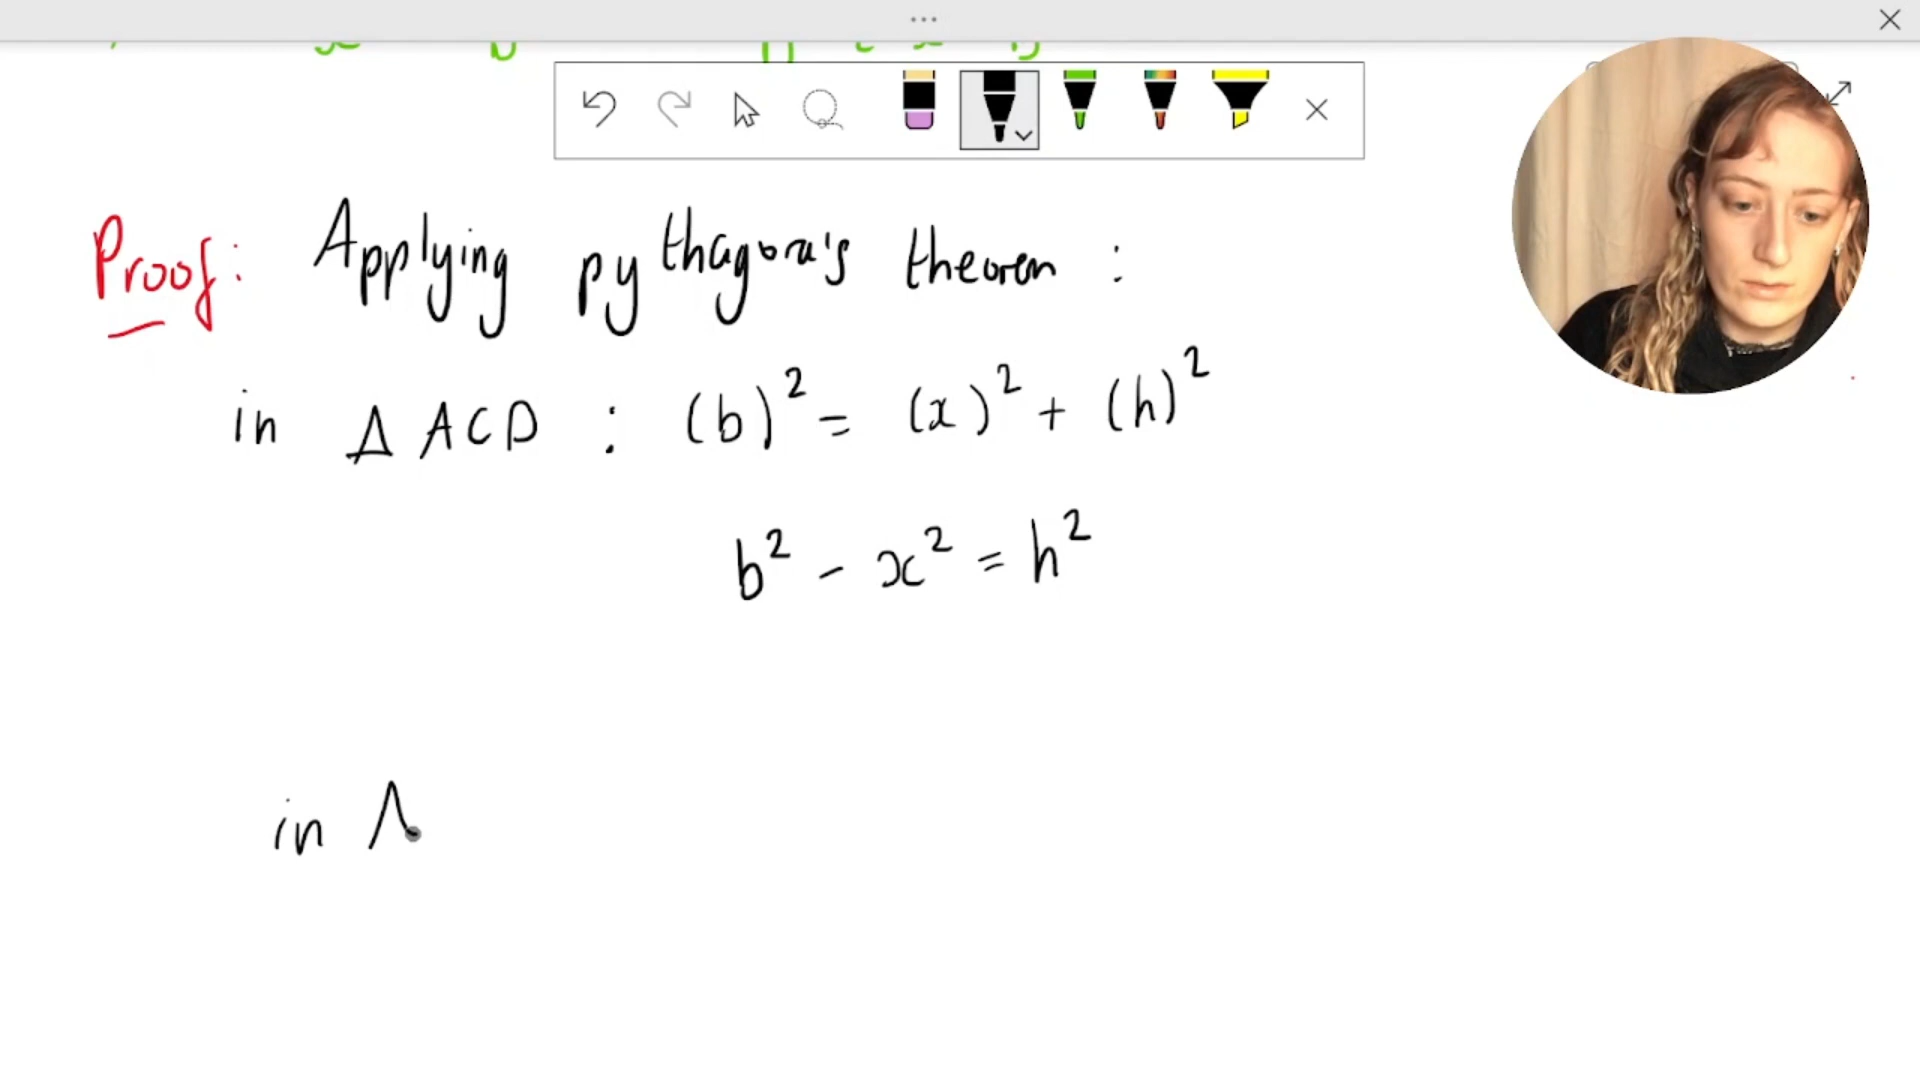 Proof: Applying pythagora's theorem :
in Δ ACD : (b)² = (x)² + (h)²
b² - x² = h²
in